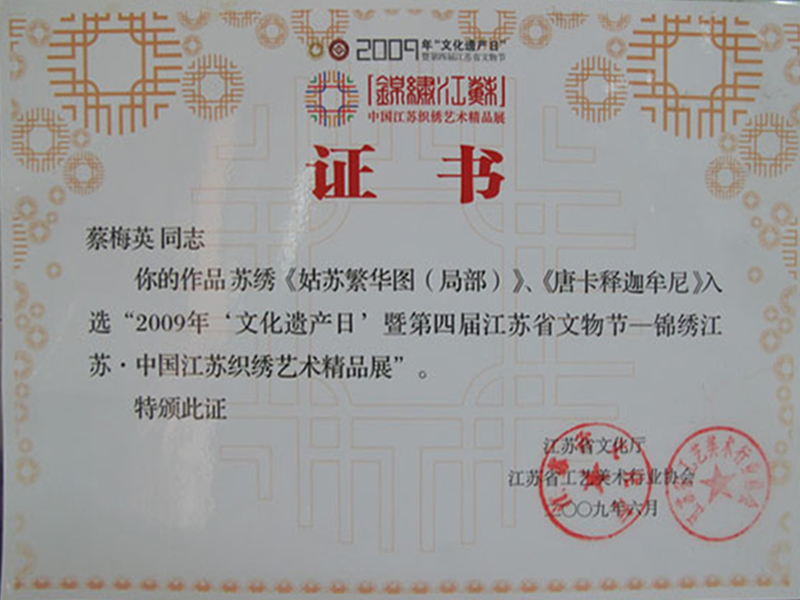 2009年“文化遗产日”
暨第四届江苏省文物节
「錦繡江蘇」
中国江苏织绣艺术精品展
证书
蔡梅英 同志
你的作品 苏绣《姑苏繁华图（局部）》、《唐卡释迦牟尼》入
选“2009年‘文化遗产日’暨第四届江苏省文物节—锦绣江
苏·中国江苏织绣艺术精品展”。
特颁此证
江苏省文化厅
江苏省工艺美术行业协会
二〇〇九年六月